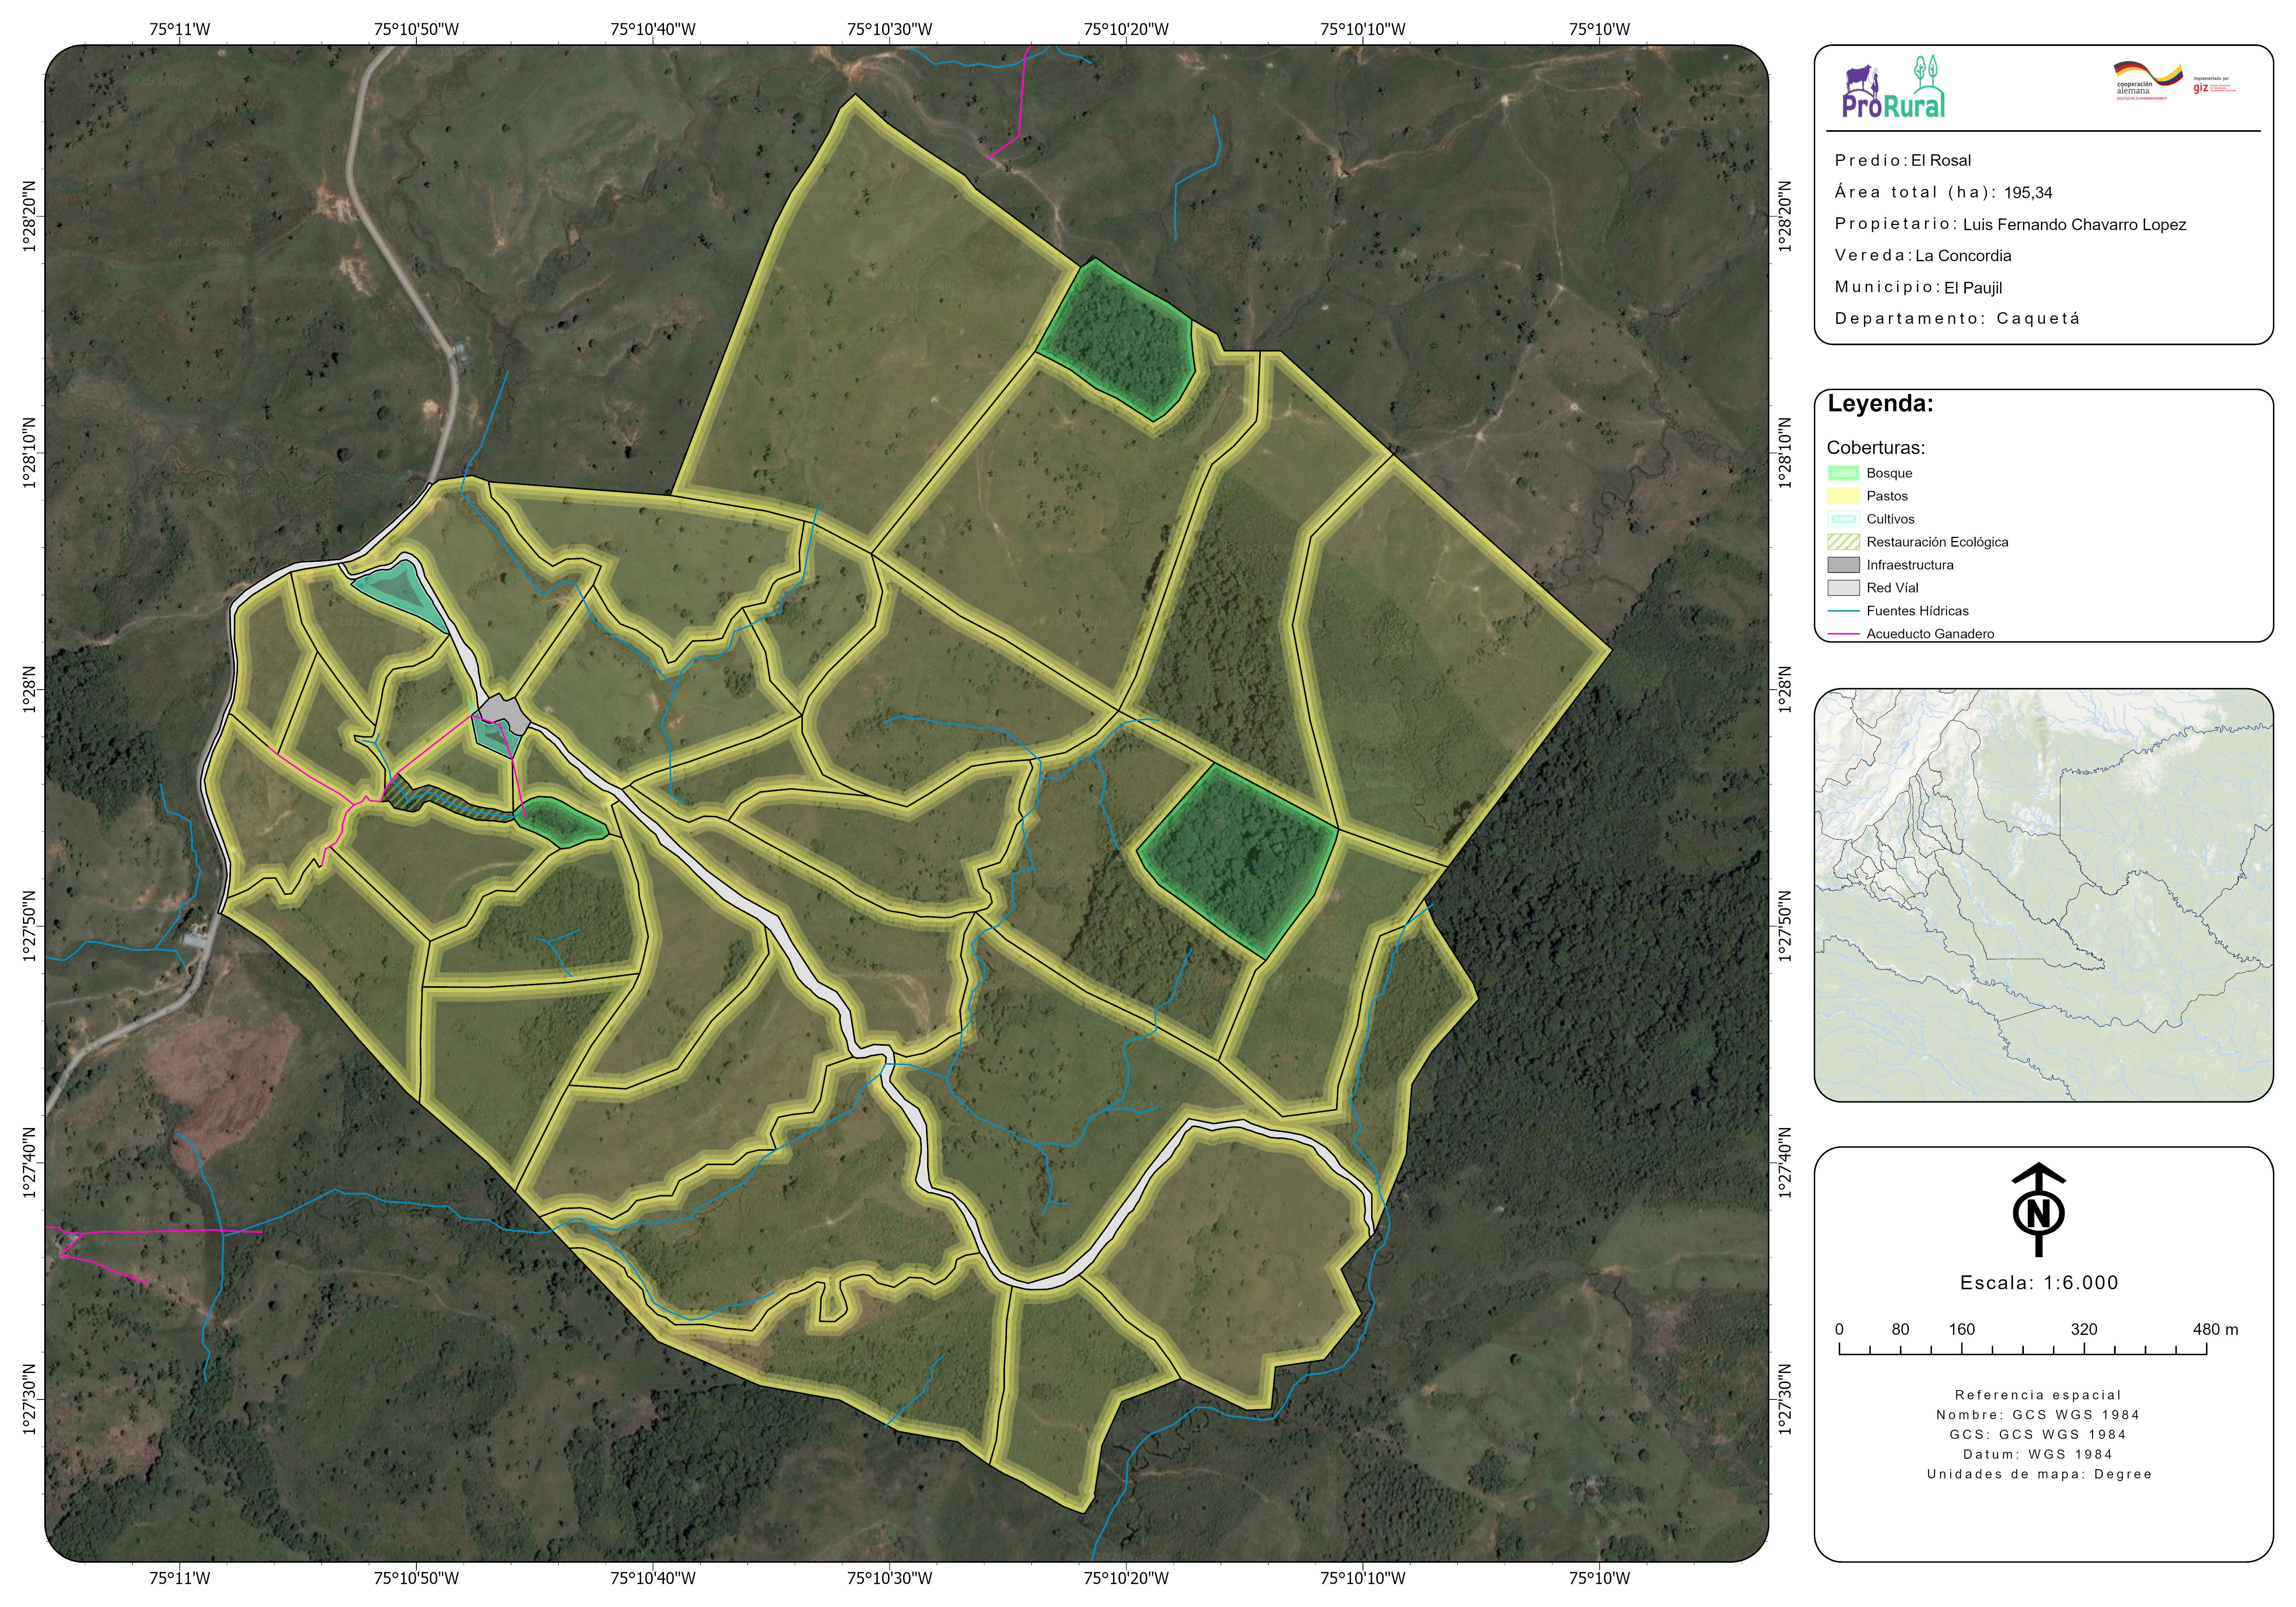 75°11'W 75°10'50"W 75°10'40"W 75°10'30"W 75°10'20"W 75°10'10"W 75°10'W
1°28'20"N
1°28'10"N
1°28'N
1°27'50"N
1°27'40"N
1°27'30"N
1°28'20"N
1°28'10"N
1°28'N
1°27'50"N
1°27'40"N
1°27'30"N
75°11'W 75°10'50"W 75°10'40"W 75°10'30"W 75°10'20"W 75°10'10"W 75°10'W
ProRural
cooperación
alemana
DEUTSCHE ZUSAMMENARBEIT
Implementada por
giz
Predio: El Rosal
Área total (ha): 195,34
Propietario: Luis Fernando Chavarro Lopez
Vereda: La Concordia
Municipio: El Paujil
Departamento: Caquetá
Leyenda:
Coberturas:
Bosque
Pastos
Cultivos
Restauración Ecológica
Infraestructura
Red Víal
Fuentes Hídricas
Acueducto Ganadero
N
Escala: 1:6.000
0 80 160 320 480 m
Referencia espacial
Nombre: GCS WGS 1984
GCS: GCS WGS 1984
Datum: WGS 1984
Unidades de mapa: Degree